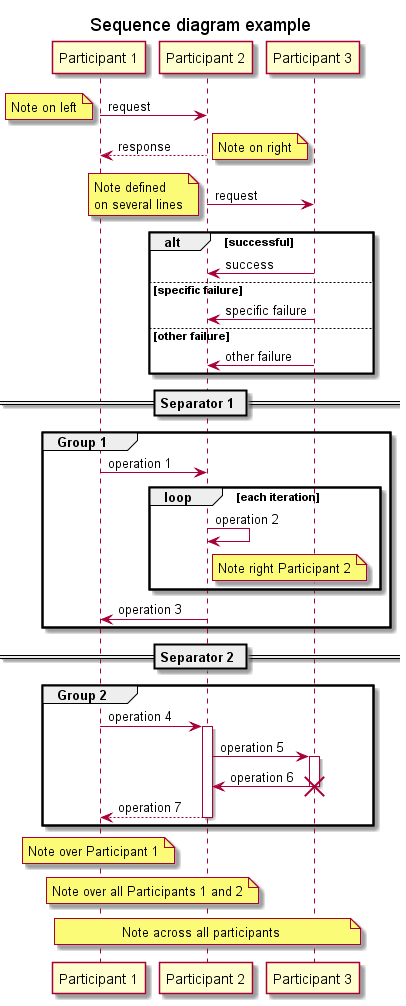 Sequence diagram example
Participant 1
Participant 2
Participant 3
Note on left
request
response
Note on right
Note defined
on several lines
request
alt
[successful]
success
[specific failure]
specific failure
[other failure]
other failure
Separator 1
Group 1
operation 1
loop
[each iteration]
operation 2
Note right Participant 2
operation 3
Separator 2
Group 2
operation 4
operation 5
operation 6
operation 7
Note over Participant 1
Note over all Participants 1 and 2
Note across all participants
Participant 1
Participant 2
Participant 3